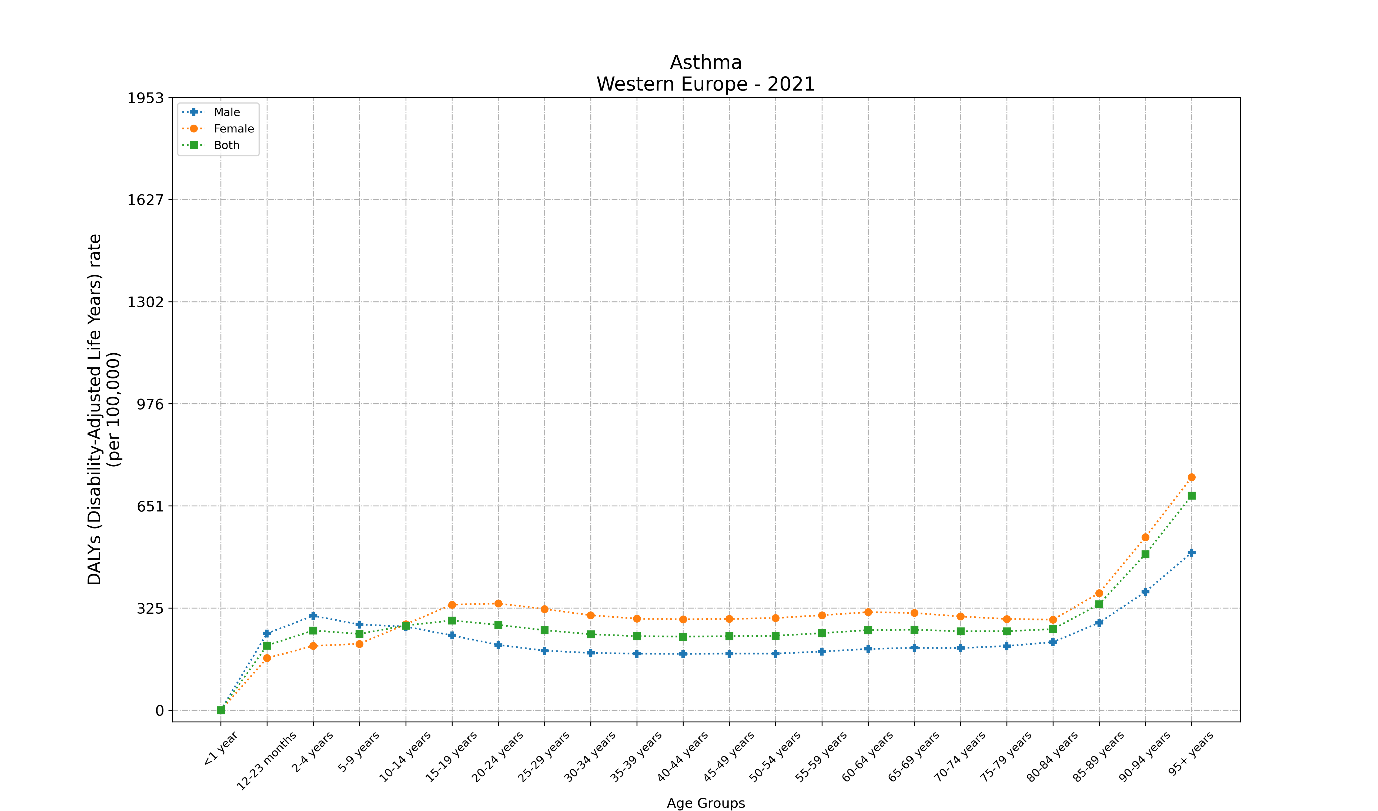 Asthma
Western Europe - 2021
Male
Female
Both
DALYs (Disability-Adjusted Life Years) rate
(per 100,000)
1953
1627
1302
976
651
325
0
<1 year
12-23 months
2-4 years
5-9 years
10-14 years
15-19 years
20-24 years
25-29 years
30-34 years
35-39 years
40-44 years
45-49 years
50-54 years
55-59 years
60-64 years
65-69 years
70-74 years
75-79 years
80-84 years
85-89 years
90-94 years
95+ years
Age Groups